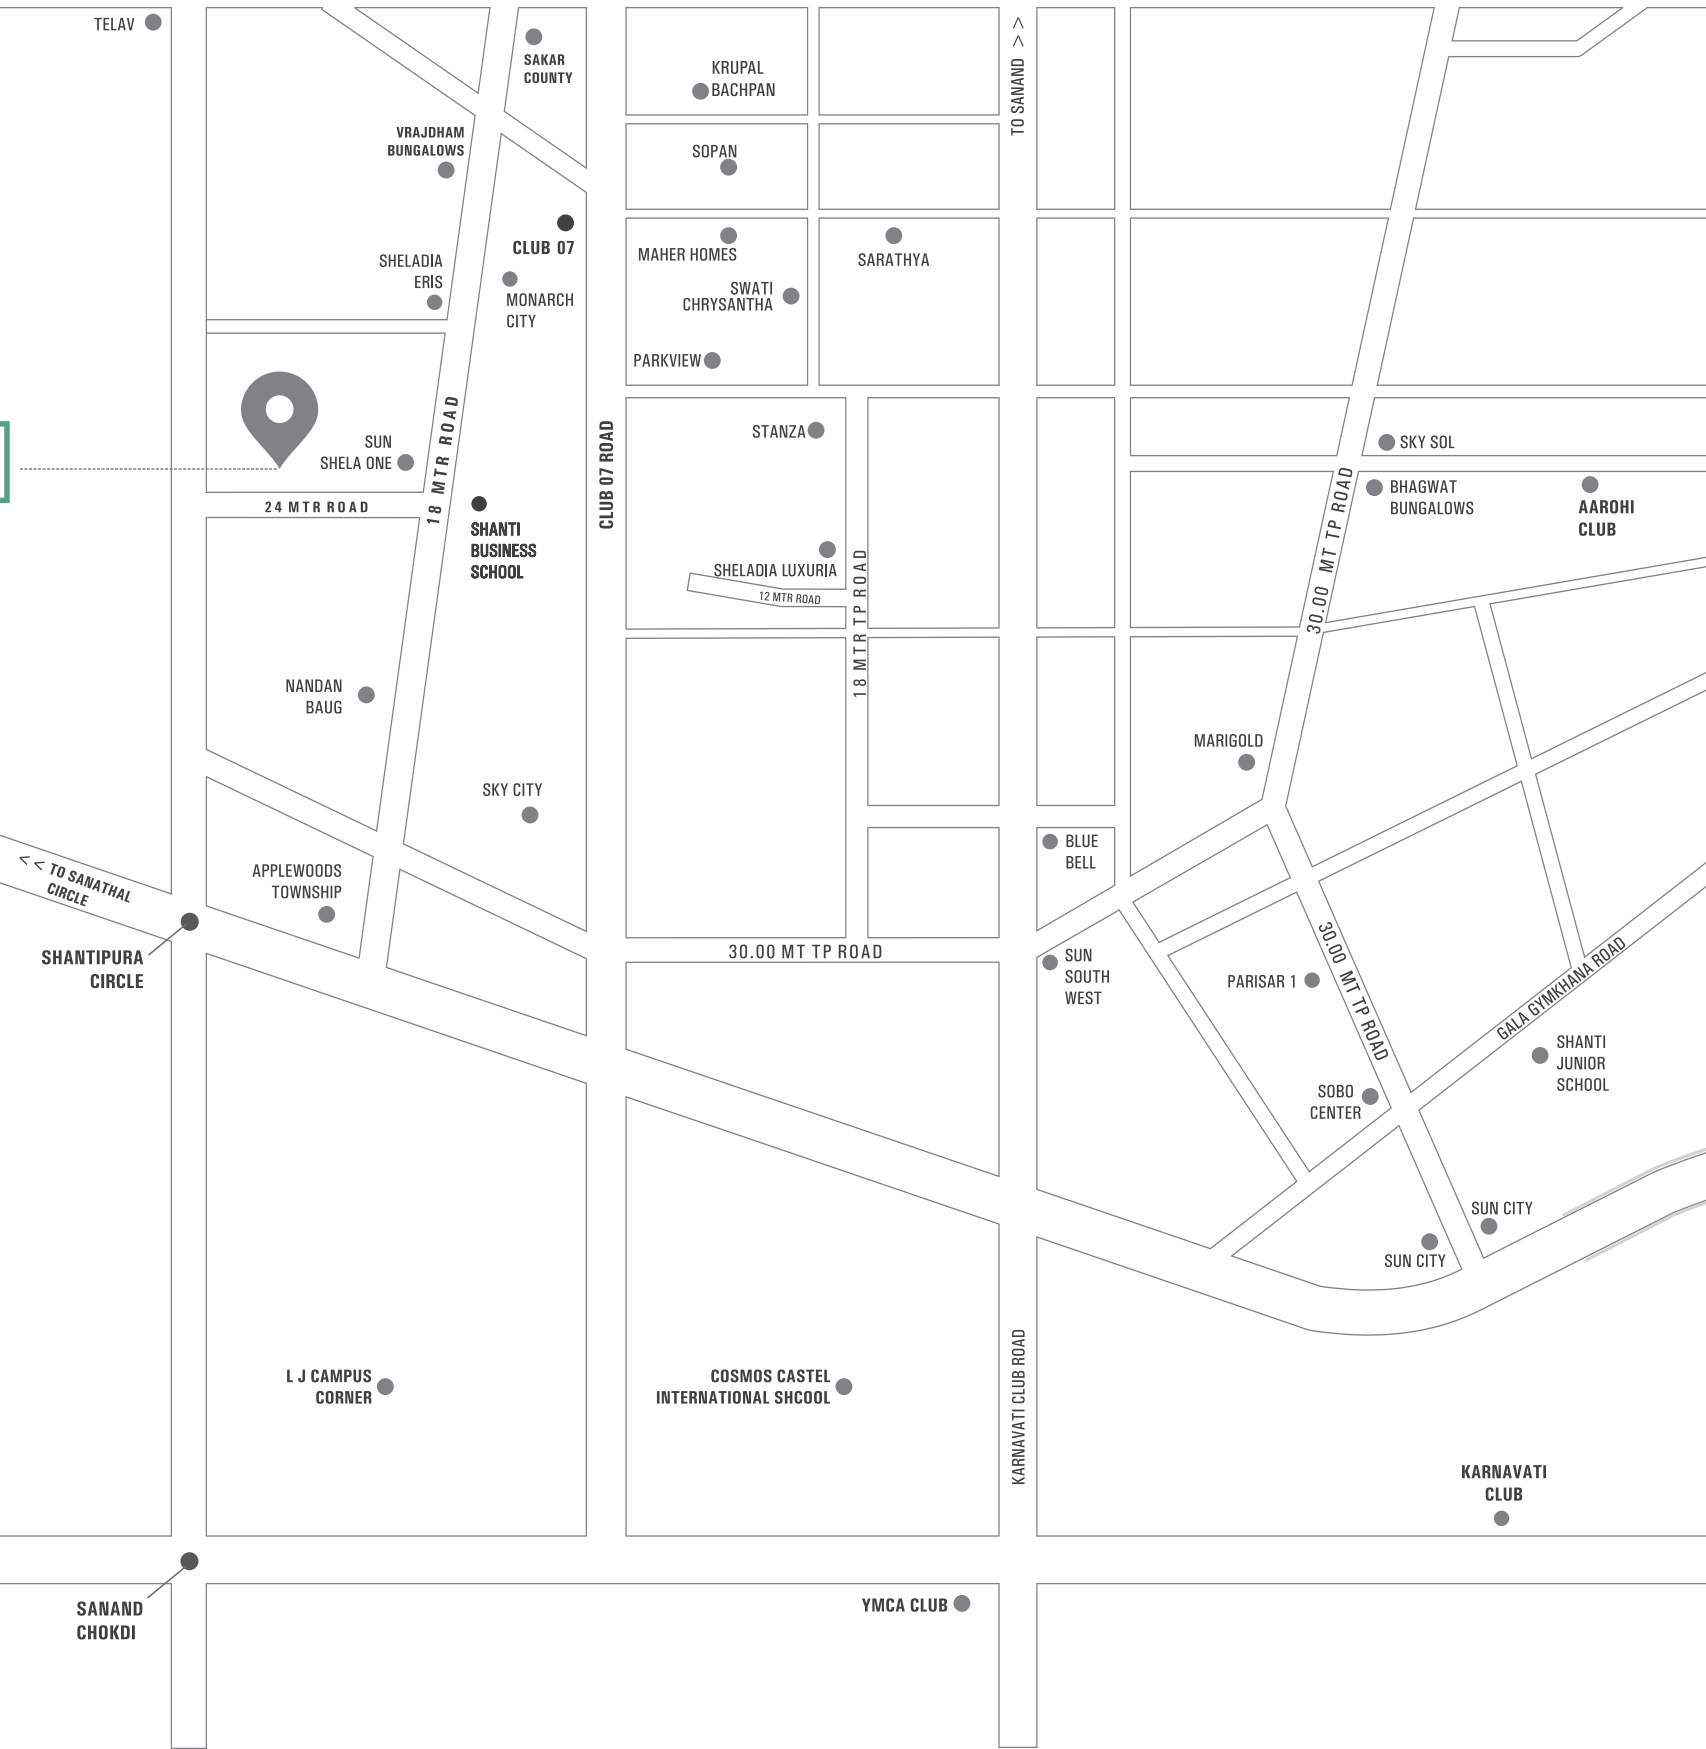 TELAV
SAKAR
COUNTY
KRUPAL
BACHPAN
TO SANAND > >
VRAJDHAM
BUNGALOWS
SOPAN
CLUB 07
SHELADIA
ERIS
MONARCH
CITY
MAHER HOMES
SWATI
CHRYSANTHA
PARKVIEW
SARATHYA
SUN
SHELA ONE
18 MTR ROAD
24 MTR ROAD
CLUB 07 ROAD
SHANTI
BUSINESS
SCHOOL
STANZA
SHELADIA LUXURIA
12 MTR ROAD
18 MTR TP ROAD
SKY SOL
BHAGWAT
BUNGALOWS
AAROHI
CLUB
30.00 MT TP ROAD
NANDAN
BAUG
MARIGOLD
SKY CITY
BLUE
BELL
APPLEWOODS
TOWNSHIP
< < TO SANATHAL
CIRCLE
SHANTIPURA
CIRCLE
30.00 MT TP ROAD
SUN
SOUTH
WEST
PARISAR 1
30.00 MT TP ROAD
GALA GYMKHANA ROAD
SHANTI
JUNIOR
SCHOOL
SOBO
CENTER
SUN CITY
SUN CITY
L J CAMPUS
CORNER
COSMOS CASTEL
INTERNATIONAL SHCOOL
KARNAVATI CLUB ROAD
KARNAVATI
CLUB
SANAND
CHOKDI
YMCA CLUB